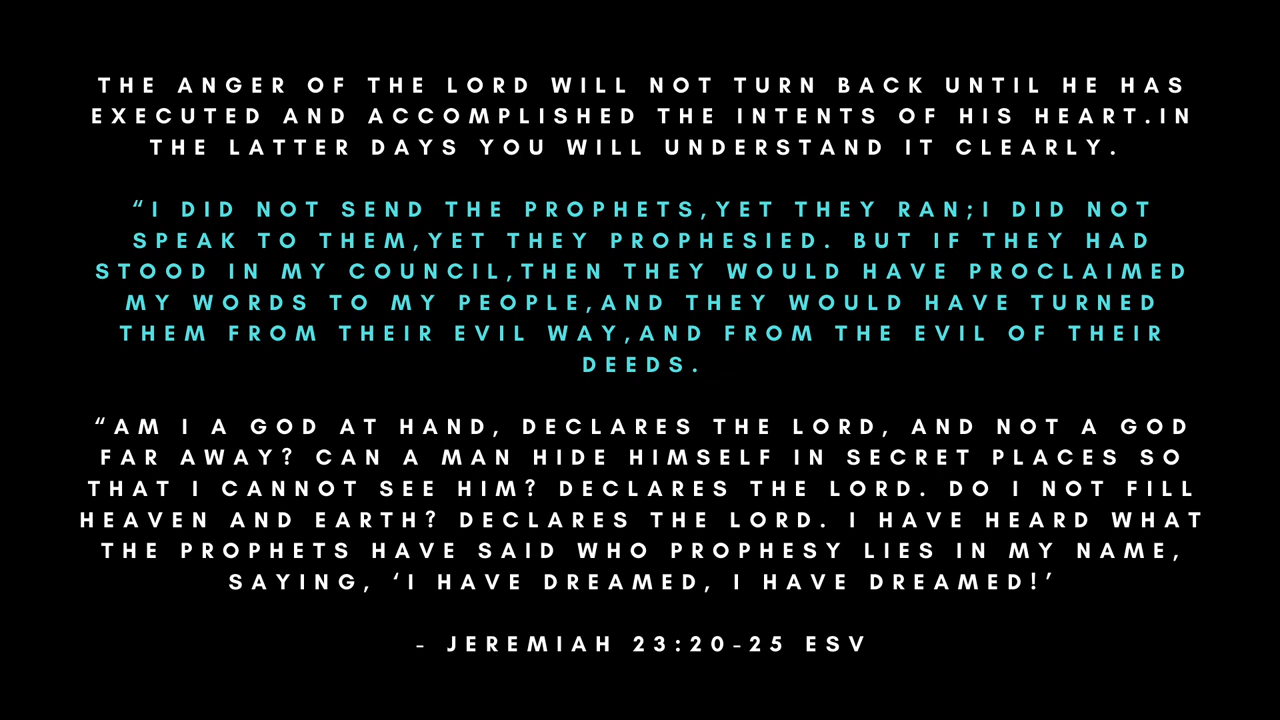 THE ANGER OF THE LORD WILL NOT TURN BACK UNTIL HE HAS
EXECUTED AND ACCOMPLISHED THE INTENTS OF HIS HEART.IN
THE LATTER DAYS YOU WILL UNDERSTAND IT CLEARLY.
“I DID NOT SEND THE PROPHETS,YET THEY RAN;I DID NOT
SPEAK TO THEM,YET THEY PROPHESIED. BUT IF THEY HAD
STOOD IN MY COUNCIL,THEN THEY WOULD HAVE PROCLAIMED
MY WORDS TO MY PEOPLE,AND THEY WOULD HAVE TURNED
THEM FROM THEIR EVIL WAY,AND FROM THE EVIL OF THEIR
DEEDS.
“AM I A GOD AT HAND, DECLARES THE LORD, AND NOT A GOD
FAR AWAY? CAN A MAN HIDE HIMSELF IN SECRET PLACES SO
THAT I CANNOT SEE HIM? DECLARES THE LORD. DO I NOT FILL
HEAVEN AND EARTH? DECLARES THE LORD. I HAVE HEARD WHAT
THE PROPHETS HAVE SAID WHO PROPHESY LIES IN MY NAME,
SAYING, ‘I HAVE DREAMED, I HAVE DREAMED!’
- JEREMIAH 23:20-25 ESV